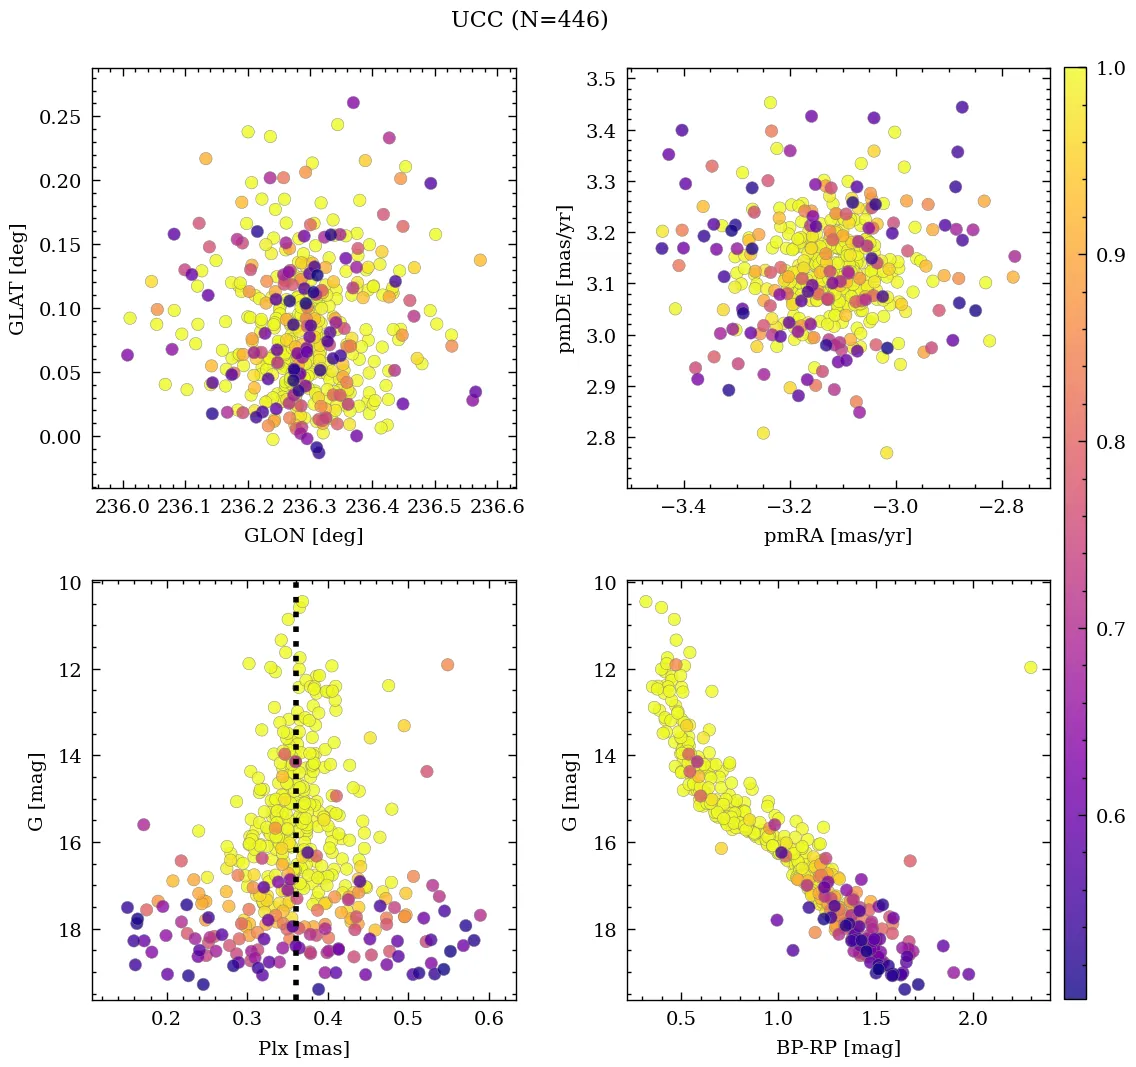 UCC (N=446)
0.25
0.20
0.15
0.10
0.05
0.00
GLAT [deg]
236.0 236.1 236.2 236.3 236.4 236.5 236.6
GLON [deg]
3.5
3.4
3.3
3.2
3.1
3.0
2.9
2.8
pmDE [mas/yr]
−3.4 −3.2 −3.0 −2.8
pmRA [mas/yr]
1.0
0.9
0.8
0.7
0.6
10
12
14
16
18
G [mag]
0.2 0.3 0.4 0.5 0.6
Plx [mas]
10
12
14
16
18
G [mag]
0.5 1.0 1.5 2.0
BP-RP [mag]